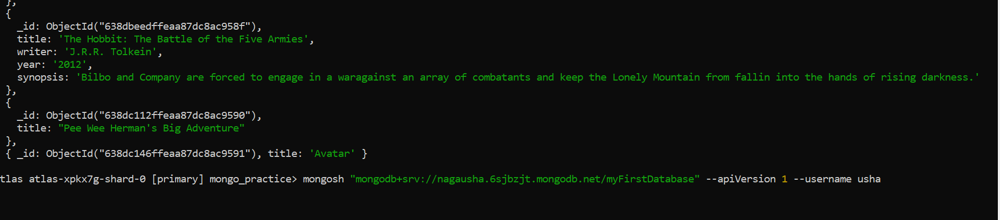 },
{
  _id: ObjectId("638dbeedffeaa87dc8ac958f"),
  title: 'The Hobbit: The Battle of the Five Armies',
  writer: 'J.R.R. Tolkein',
  year: '2012',
  synopsis: 'Bilbo and Company are forced to engage in a waragainst an array of combatants and keep the Lonely Mountain from fallin into the hands of rising darkness.'
},
{
  _id: ObjectId("638dc112ffeaa87dc8ac9590"),
  title: "Pee Wee Herman's Big Adventure"
},
{ _id: ObjectId("638dc146ffeaa87dc8ac9591"), title: 'Avatar' }
tlas atlas-xpkx7g-shard-0 [primary] mongo_practice> mongosh "mongodb+srv://nagausha.6sjbzjt.mongodb.net/myFirstDatabase" --apiVersion 1 --username usha